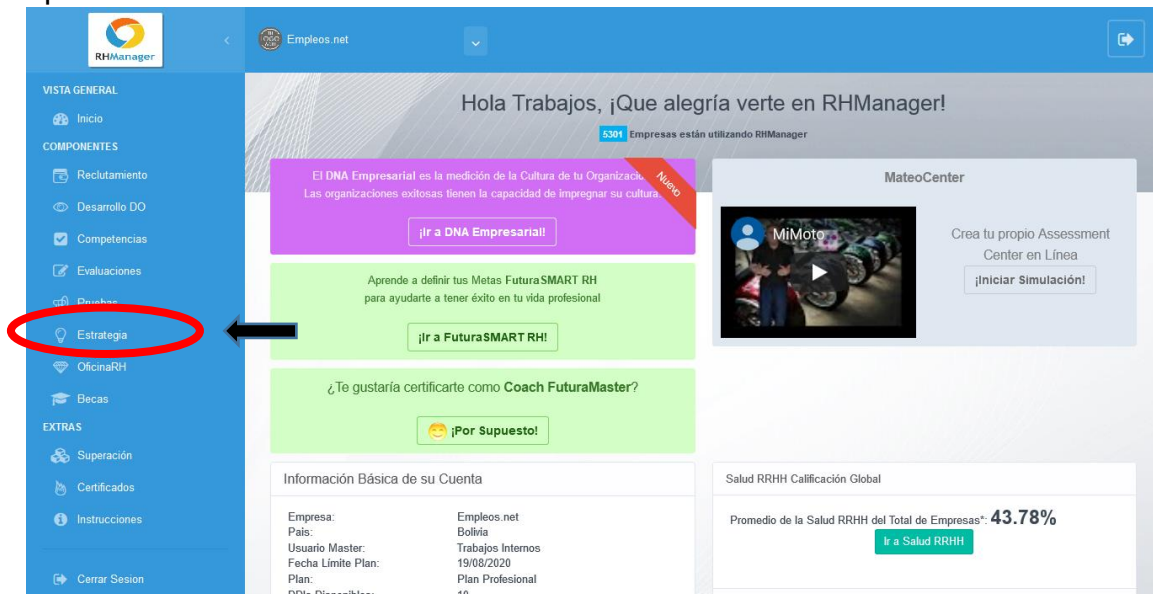 RHManager
Empleos.net
VISTA GENERAL
Inicio
COMPONENTES
Reclutamiento
Desarrollo DO
Competencias
Evaluaciones
Pruebas
Estrategia
OficinaRH
Becas
EXTRAS
Superación
Certificados
Instrucciones
Cerrar Sesion
Hola Trabajos, ¡Que alegría verte en RHManager!
5301 Empresas están utilizando RHManager
El DNA Empresarial es la medición de la Cultura de tu
Las organizaciones exitosas tienen la capacidad de impregnar su cultura.
Nuevo
¡Ir a DNA Empresarial!
Aprende a definir tus Metas FuturaSMART RH
para ayudarte a tener éxito en tu vida profesional
¡Ir a FuturaSMART RH!
¿Te gustaría certificarte como Coach FuturaMaster?
¡Por Supuesto!
MateoCenter
MiMoto
Crea tu propio Assessment
Center en Línea
¡Iniciar Simulación!
Información Básica de su Cuenta
Empresa: Empleos.net
Pais: Bolivia
Usuario Master: Trabajos Internos
Fecha Límite Plan: 19/08/2020
Plan: Plan Profesional
Salud RRHH Calificación Global
Promedio de la Salud RRHH del Total de Empresas*: 43.78%
Ir a Salud RRHH